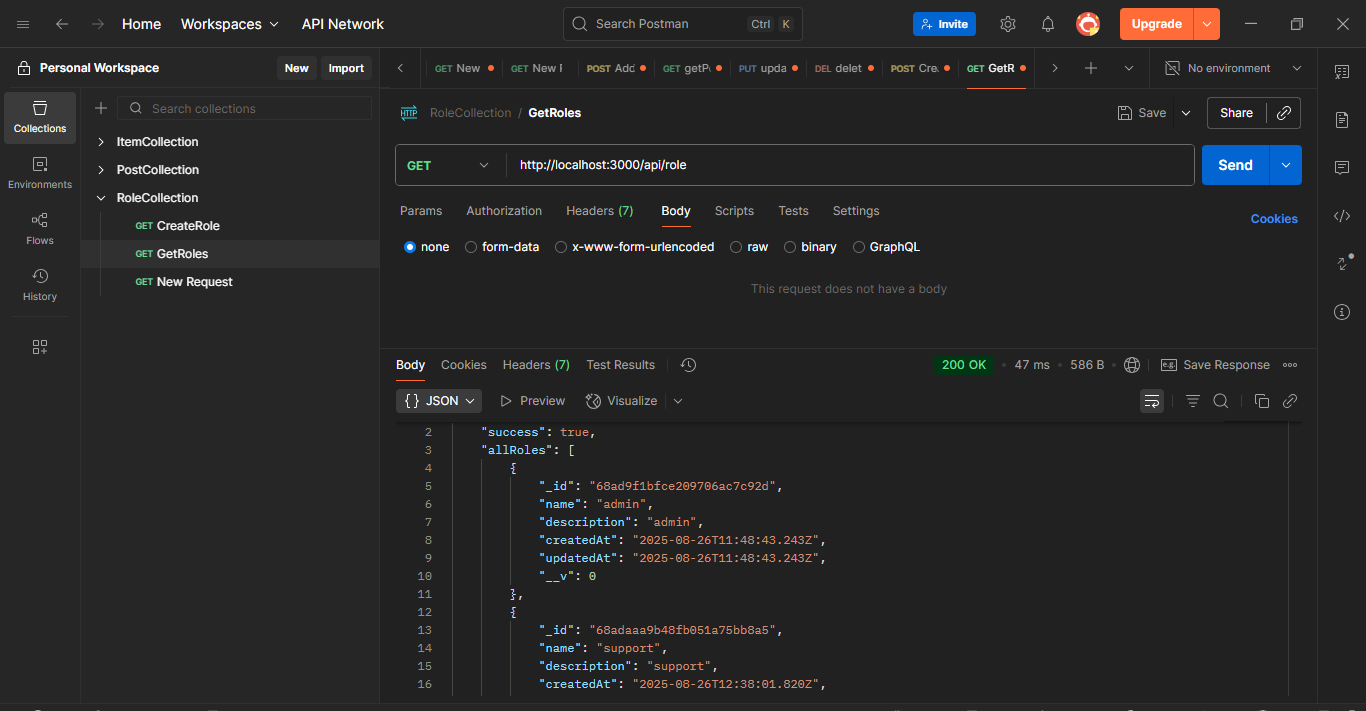 Home Workspaces API Network Search Postman Ctrl K Invite Upgrade
Personal Workspace New Import
GET New GET New POST Add GET getP PUT upda DEL delet POST Cre GET GetR No environment
Collections
Environments
Flows
History
Search collections
ItemCollection
PostCollection
RoleCollection
GET CreateRole
GET GetRoles
GET New Request
HTTP RoleCollection / GetRoles Save Share
GET http://localhost:3000/api/role Send
Params Authorization Headers (7) Body Scripts Tests Settings Cookies
none form-data x-www-form-urlencoded raw binary GraphQL
This request does not have a body
Body Cookies Headers (7) Test Results 200 OK • 47 ms • 586 B e.g. Save Response
{} JSON Preview Visualize
2 "success": true,
3 "allRoles": [
4 {
5 "_id": "68ad9f1bfce209706ac7c92d",
6 "name": "admin",
7 "description": "admin",
8 "createdAt": "2025-08-26T11:48:43.243Z",
9 "updatedAt": "2025-08-26T11:48:43.243Z",
10 "__v": 0
11 },
12 {
13 "_id": "68adaaa9b48fb051a75bb8a5",
14 "name": "support",
15 "description": "support",
16 "createdAt": "2025-08-26T12:38:01.820Z",